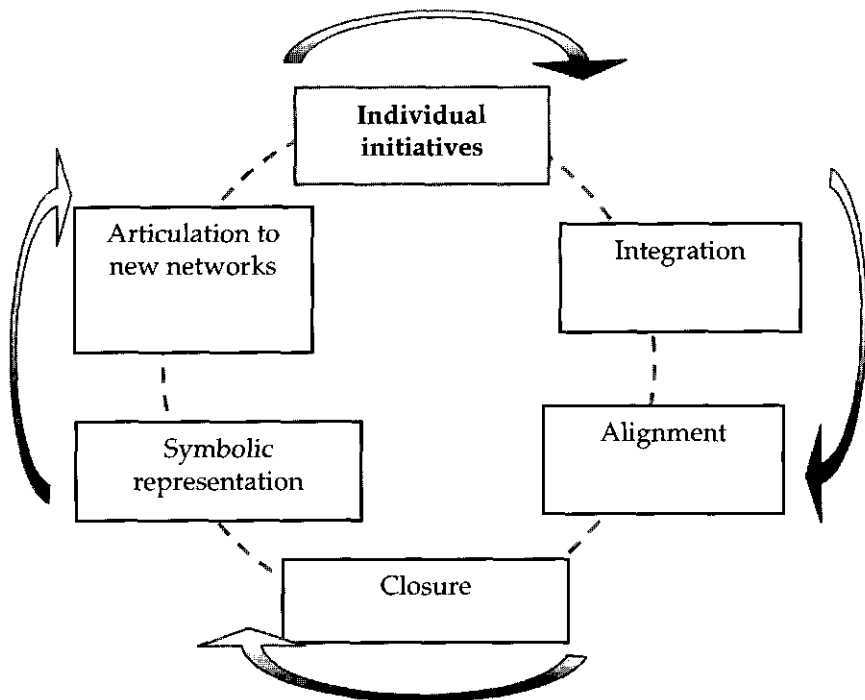 Individual
initiatives
Integration
Alignment
Closure
Symbolic
representation
Articulation to
new networks